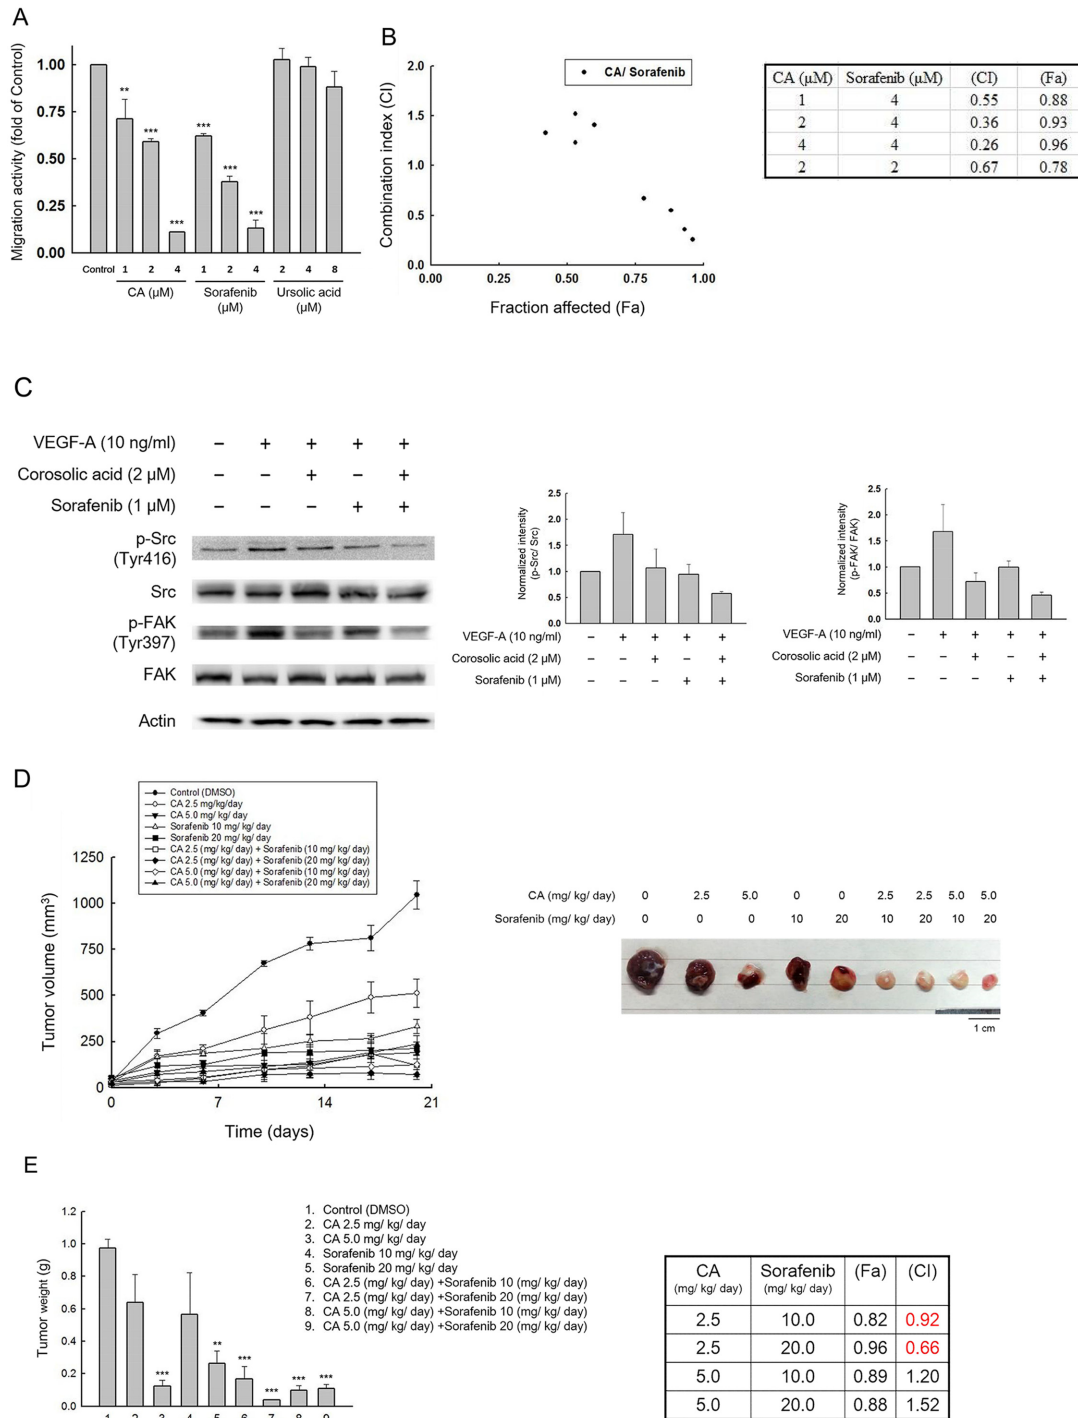 A
Migration activity (fold of Control)
1.00
0.75
0.50
0.25
0.00
** *** *** *** *** ***
Control 1 2 4 1 2 4 2 4 8
CA (µM) Sorafenib Ursolic acid
(µM) (µM)
B
Combination index (CI)
2.0
1.5
1.0
0.5
0.0
CA/ Sorafenib
0.00 0.25 0.50 0.75 1.00
Fraction affected (Fa)
CA (µM) Sorafenib (µM) (CI) (Fa)
1 4 0.55 0.88
2 4 0.36 0.93
4 4 0.26 0.96
2 2 0.67 0.78
C
VEGF-A (10 ng/ml) – + + + +
Corosolic acid (2 µM) – – + – +
Sorafenib (1 µM) – – – + +
p-Src
(Tyr416)
Src
p-FAK
(Tyr397)
FAK
Actin
Normalized intensity
(p-Src/ Src)
2.5
2.0
1.5
1.0
0.5
0.0
VEGF-A (10 ng/ml) – + + + +
Corosolic acid (2 µM) – – + – +
Sorafenib (1 µM) – – – + +
Normalized intensity
(p-FAK/ FAK)
2.5
2.0
1.5
1.0
0.5
0.0
VEGF-A (10 ng/ml) – + + + +
Corosolic acid (2 µM) – – + – +
Sorafenib (1 µM) – – – + +
D
Control (DMSO)
CA 2.5 mg/kg/day
CA 5.0 mg/ kg/ day
Sorafenib 10 mg/ kg/ day
Sorafenib 20 mg/ kg/ day
CA 2.5 (mg/ kg/ day) + Sorafenib (10 mg/ kg/ day)
CA 2.5 (mg/ kg/ day) + Sorafenib (20 mg/ kg/ day)
CA 5.0 (mg/ kg/ day) + Sorafenib (10 mg/ kg/ day)
CA 5.0 (mg/ kg/ day) + Sorafenib (20 mg/ kg/ day)
Tumor volume (mm³)
1250
1000
750
500
250
0
0 7 14 21
Time (days)
CA (mg/ kg/ day) 0 2.5 5.0 0 0 2.5 2.5 5.0 5.0
Sorafenib (mg/ kg/ day) 0 0 0 10 20 10 20 10 20
1 cm
E
Tumor weight (g)
1.2
1.0
0.8
0.6
0.4
0.2
0.0
*** ** *** *** *** ***
1 2 3 4 5 6 7 8 9
1. Control (DMSO)
2. CA 2.5 mg/ kg/ day
3. CA 5.0 mg/ kg/ day
4. Sorafenib 10 mg/ kg/ day
5. Sorafenib 20 mg/ kg/ day
6. CA 2.5 (mg/ kg/ day) +Sorafenib 10 (mg/ kg/ day)
7. CA 2.5 (mg/ kg/ day) +Sorafenib 20 (mg/ kg/ day)
8. CA 5.0 (mg/ kg/ day) +Sorafenib 10 (mg/ kg/ day)
9. CA 5.0 (mg/ kg/ day) +Sorafenib 20 (mg/ kg/ day)
CA Sorafenib (Fa) (CI)
(mg/ kg/ day) (mg/ kg/ day)
2.5 10.0 0.82 0.92
2.5 20.0 0.96 0.66
5.0 10.0 0.89 1.20
5.0 20.0 0.88 1.52